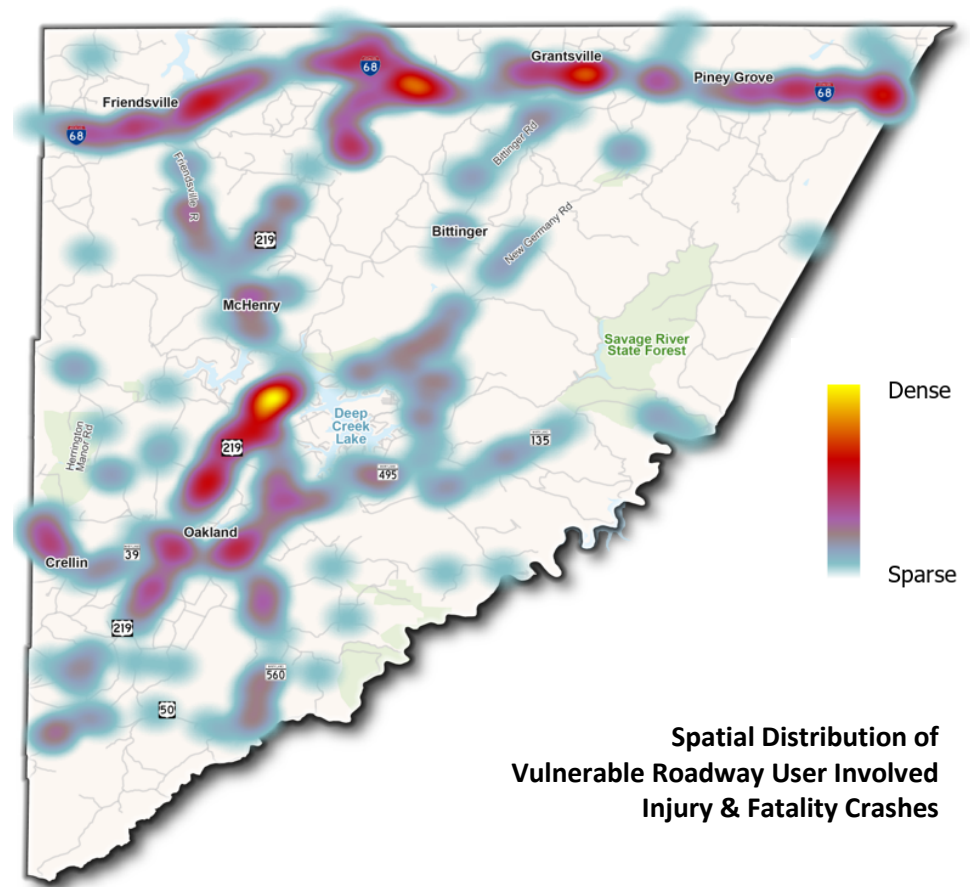 Grantsville
68
Piney Grove
68
Friendsville
68
Bittinger Rd
Friendsville R
New Germany Rd
219
Bittinger
McHenry
Savage River
State Forest
Dense
Deep
Creek
Lake
Herrington
Manor Rd
219
135
495
Oakland
39
Crellin
Sparse
219
560
50
Spatial Distribution of
Vulnerable Roadway User Involved
Injury & Fatality Crashes